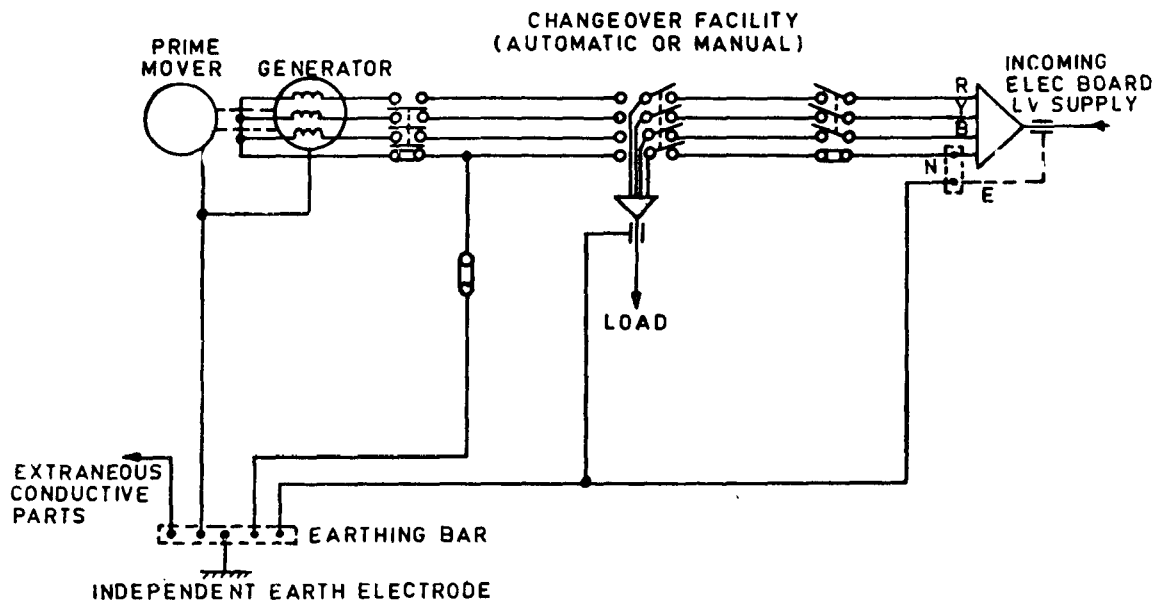 CHANGEOVER FACILITY
(AUTOMATIC OR MANUAL)
PRIME
MOVER
GENERATOR
INCOMING
ELEC BOARD
LV SUPPLY
R
Y
B
N
E
LOAD
EXTRANEOUS
CONDUCTIVE
PARTS
EARTHING BAR
INDEPENDENT EARTH ELECTRODE